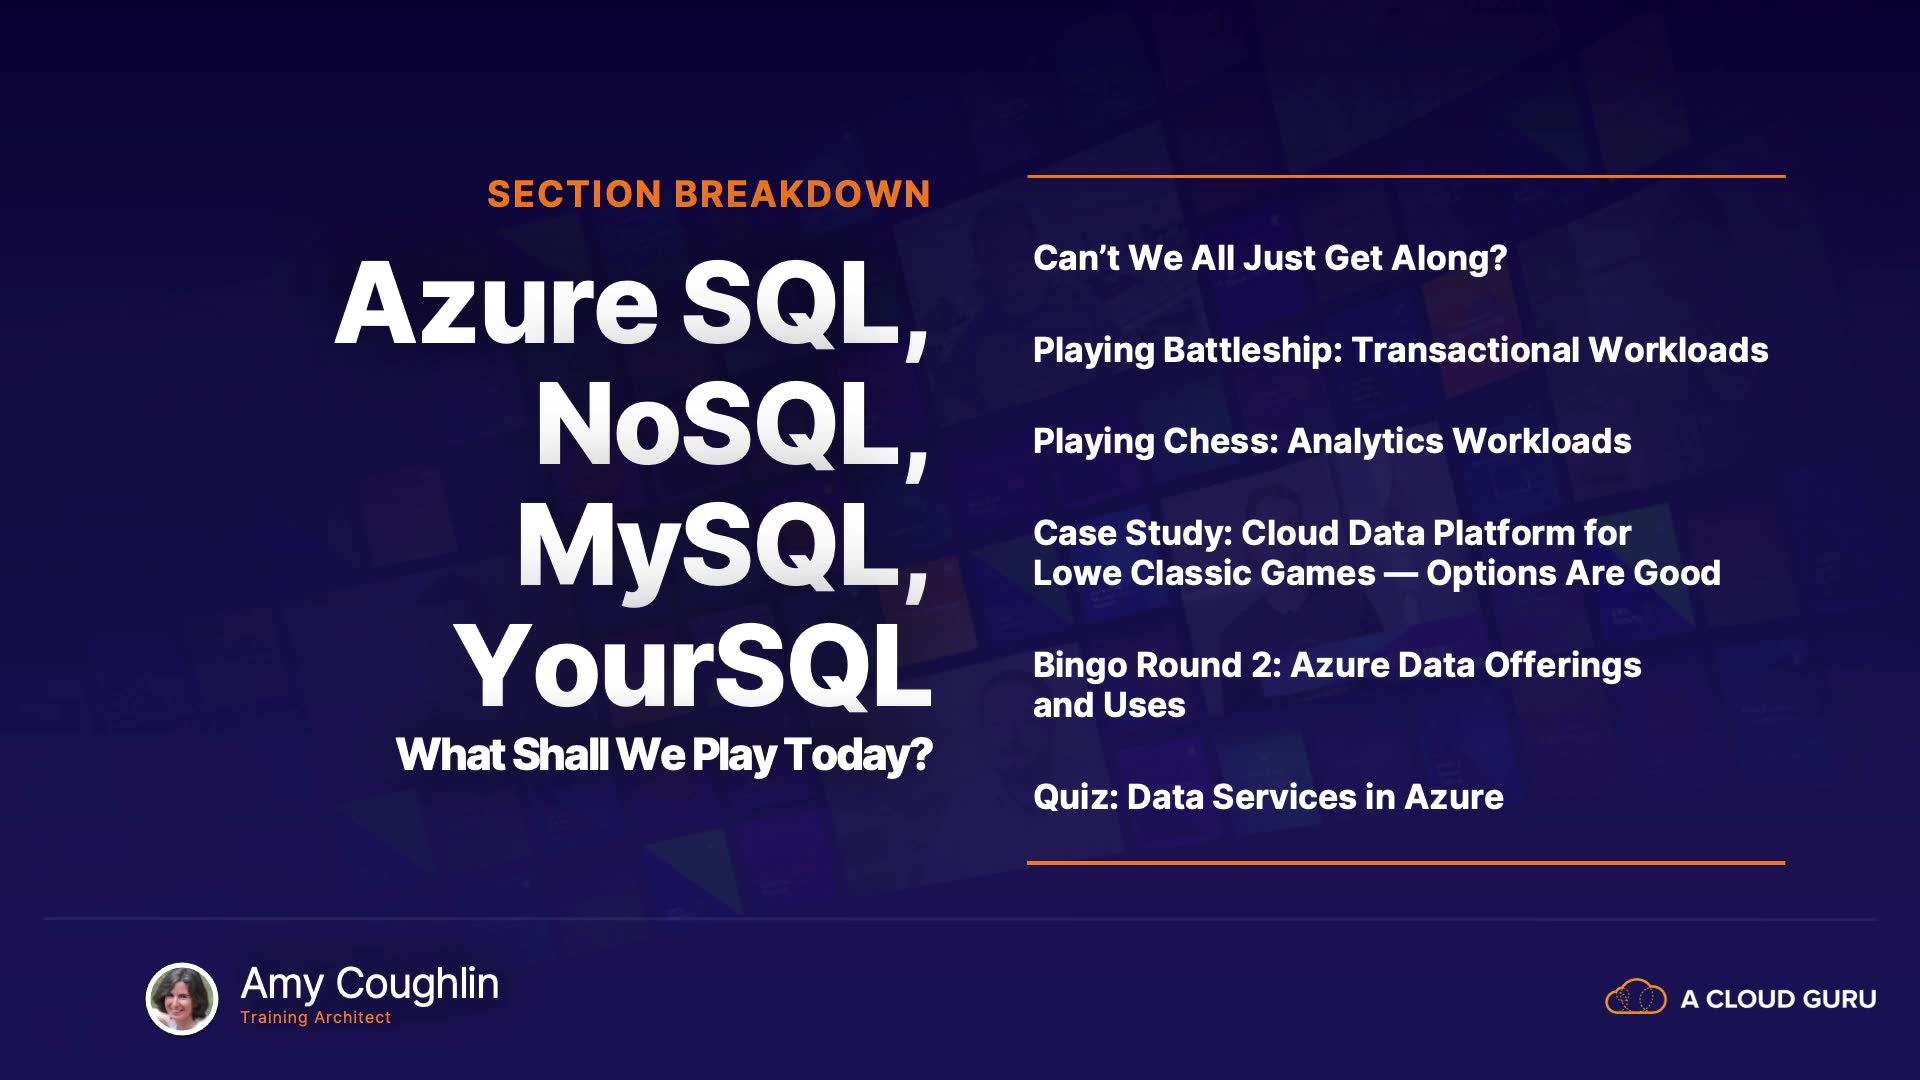 SECTION BREAKDOWN
Azure SQL,
NoSQL,
MySQL,
YourSQL
What Shall We Play Today?
Can’t We All Just Get Along?
Playing Battleship: Transactional Workloads
Playing Chess: Analytics Workloads
Case Study: Cloud Data Platform for
Lowe Classic Games — Options Are Good
Bingo Round 2: Azure Data Offerings
and Uses
Quiz: Data Services in Azure
Amy Coughlin
Training Architect
A CLOUD GURU